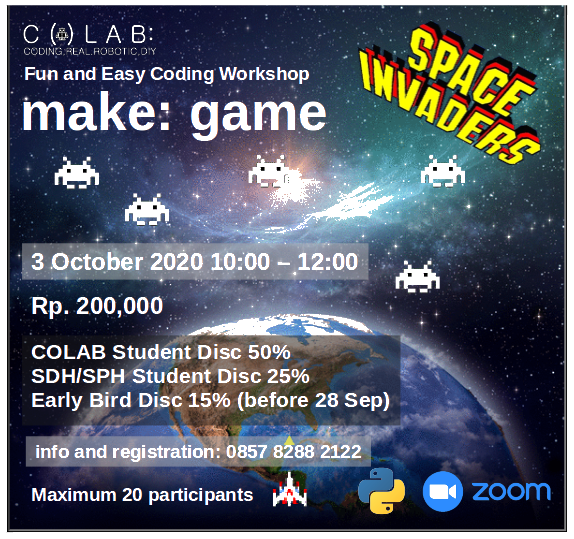 C(☺)LAB:
CODING.REAL.ROBOTIC.DIY
Fun and Easy Coding Workshop
make: game
SPACE
INVADERS
3 October 2020 10:00 – 12:00
Rp. 200,000
COLAB Student Disc 50%
SDH/SPH Student Disc 25%
Early Bird Disc 15% (before 28 Sep)
info and registration: 0857 8288 2122
Maximum 20 participants
zoom